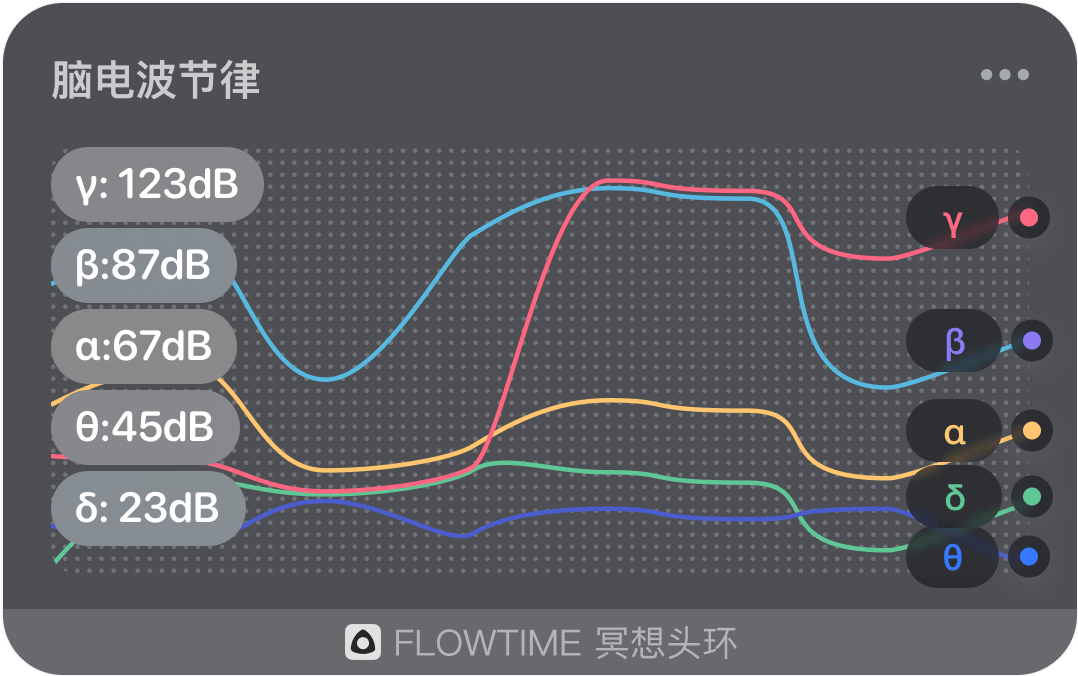 脑电波节律
γ: 123dB
β:87dB
α:67dB
θ:45dB
δ: 23dB
γ
β
α
δ
θ
FLOWTIME 冥想头环